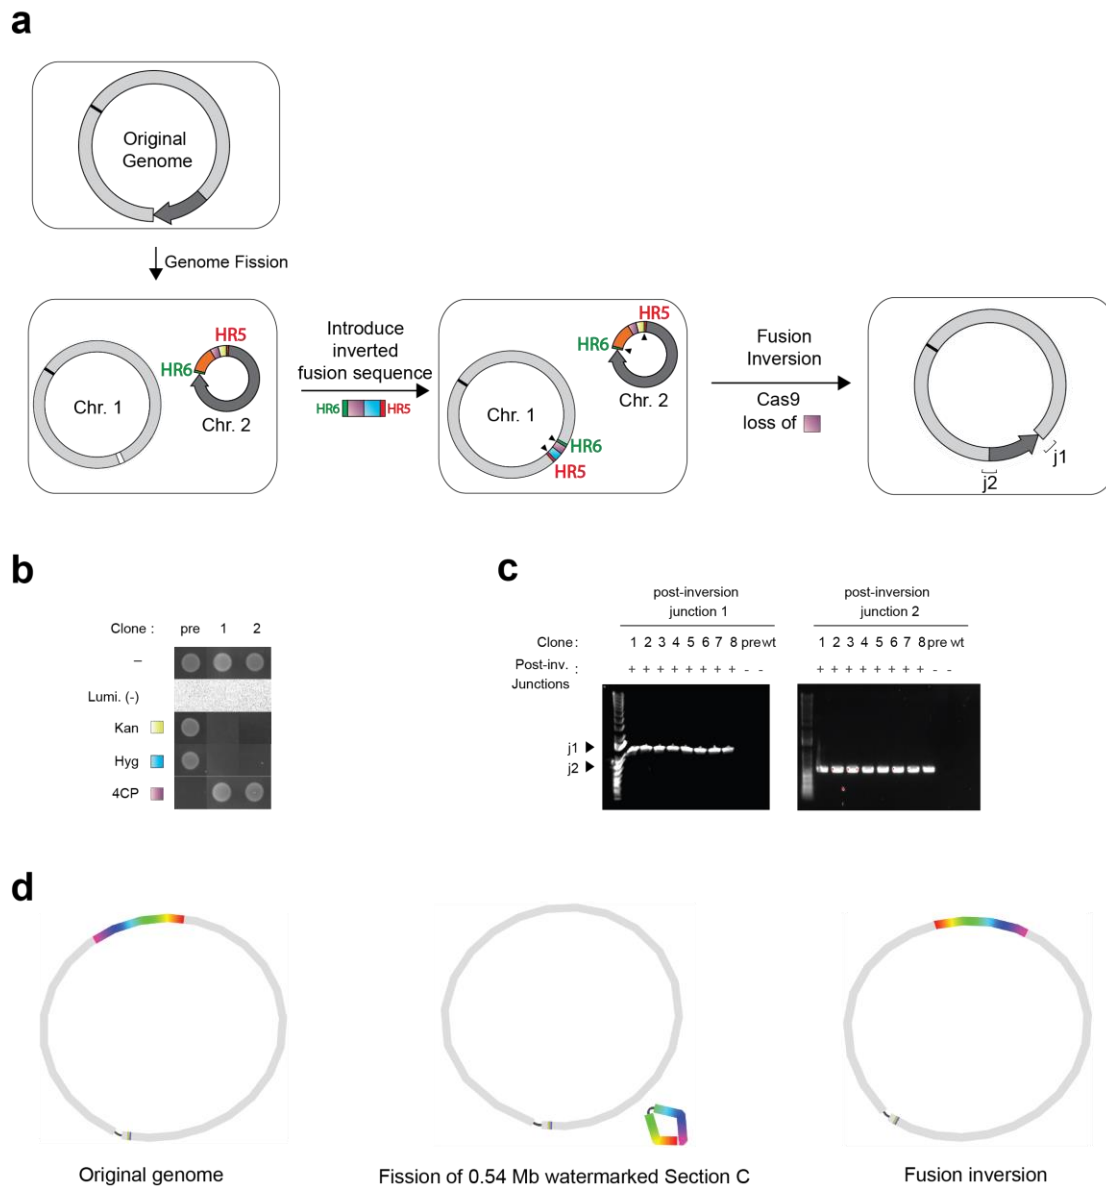 a
Original
Genome
Genome Fission
HR5
HR6
Chr. 1
Chr. 2
Introduce
inverted
fusion sequence
HR6 HR5
HR5
HR6
Chr. 2
Chr. 1
HR6
HR5
Fusion
Inversion
Cas9
loss of
j1
j2
b
Clone : pre 1 2
–
Lumi. (-)
Kan
Hyg
4CP
c
post-inversion
junction 1
post-inversion
junction 2
Clone : 1 2 3 4 5 6 7 8 pre wt 1 2 3 4 5 6 7 8 pre wt
Post-inv. : + + + + + + + + - - + + + + + + + + - -
Junctions
j1
j2
d
Original genome
Fission of 0.54 Mb watermarked Section C
Fusion inversion